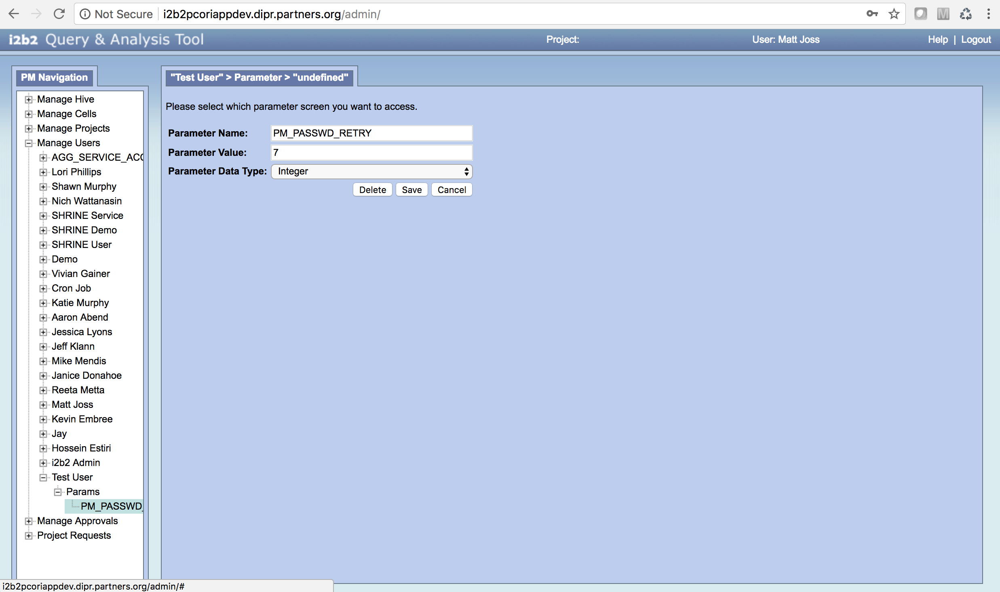 Not Secure i2b2pcoriappdev.dipr.partners.org/admin/
i2b2 Query & Analysis Tool
Project:
User: Matt Joss
Help | Logout
PM Navigation
Manage Hive
Manage Cells
Manage Projects
Manage Users
AGG_SERVICE_ACC
Lori Phillips
Shawn Murphy
Nich Wattanasin
SHRINE Service
SHRINE Demo
SHRINE User
Demo
Vivian Gainer
Cron Job
Katie Murphy
Aaron Abend
Jessica Lyons
Jeff Klann
Mike Mendis
Janice Donahoe
Reeta Metta
Matt Joss
Kevin Embree
Jay
Hossein Estiri
i2b2 Admin
Test User
Params
PM_PASSWD_
Manage Approvals
Project Requests
"Test User" > Parameter > "undefined"
Please select which parameter screen you want to access.
Parameter Name: PM_PASSWD_RETRY
Parameter Value: 7
Parameter Data Type: Integer
Delete Save Cancel
i2b2pcoriappdev.dipr.partners.org/admin/#